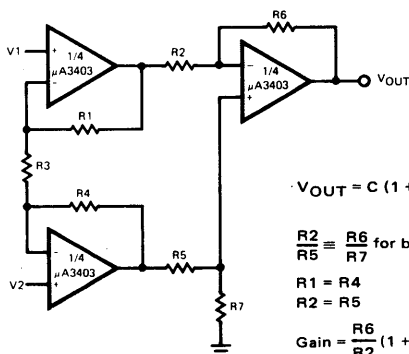 V1
1/4
μA3403
+
−
R1
R2
R6
−
1/4
μA3403
+
VOUT
R3
R4
−
1/4
μA3403
+
V2
R5
R7
VOUT = C (1 +
R2/R5 ≡ R6/R7 for b
R1 = R4
R2 = R5
Gain = R6/R2 (1 +